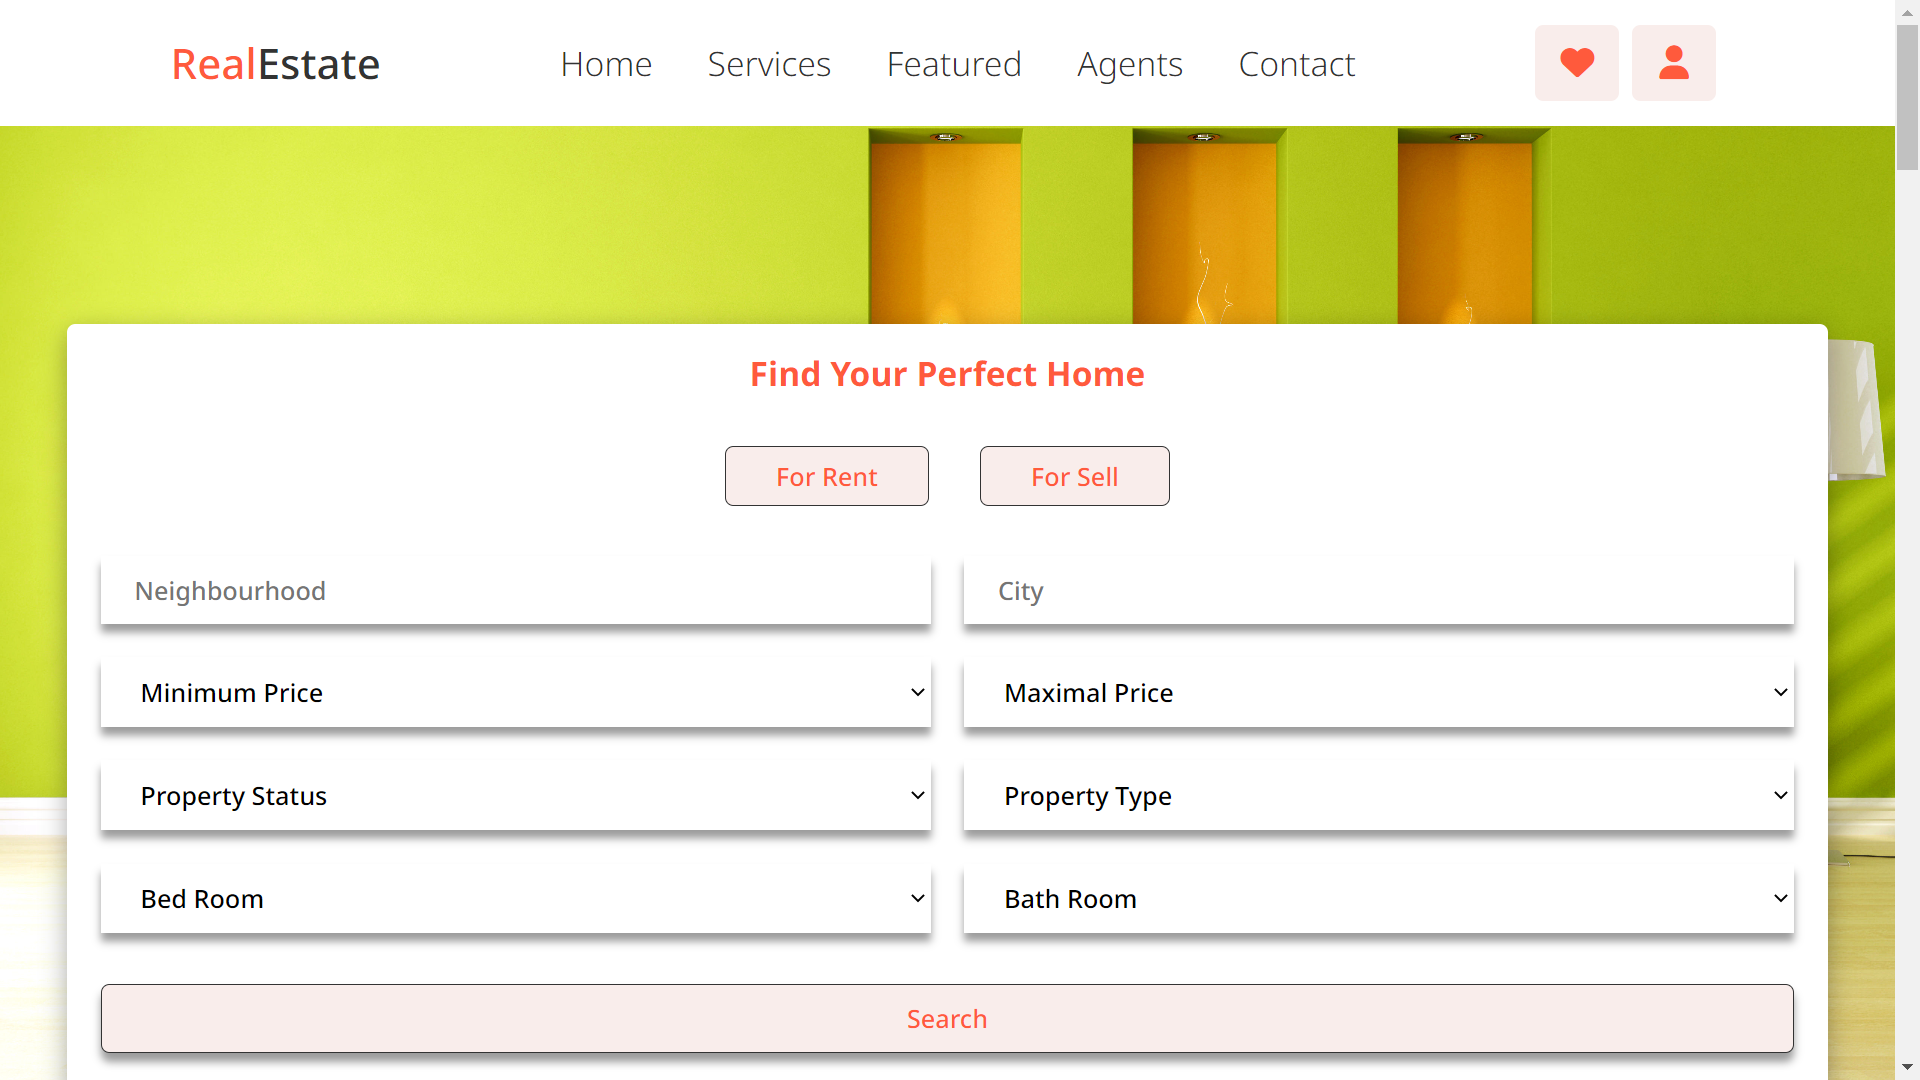 RealEstate Home Services Featured Agents Contact
Find Your Perfect Home
For Rent For Sell
Neighbourhood City
Minimum Price Maximal Price
Property Status Property Type
Bed Room Bath Room
Search